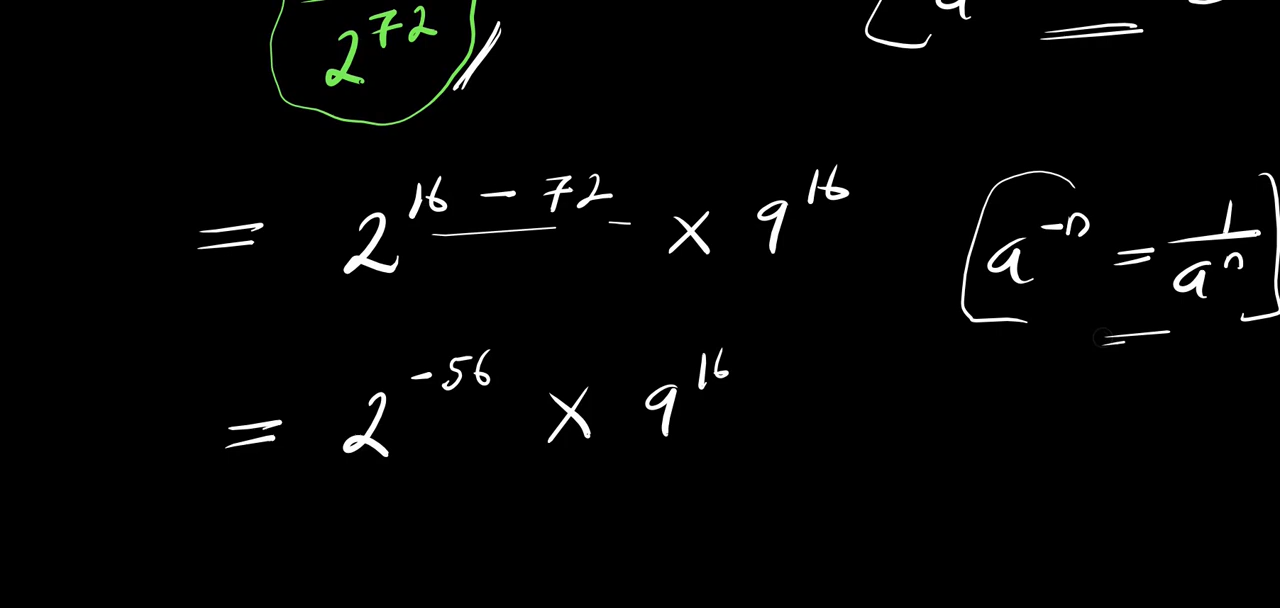 2^72
a
= 2^(16 - 72) × 9^16
[a^-n = 1/a^n]
= 2^-56 × 9^16